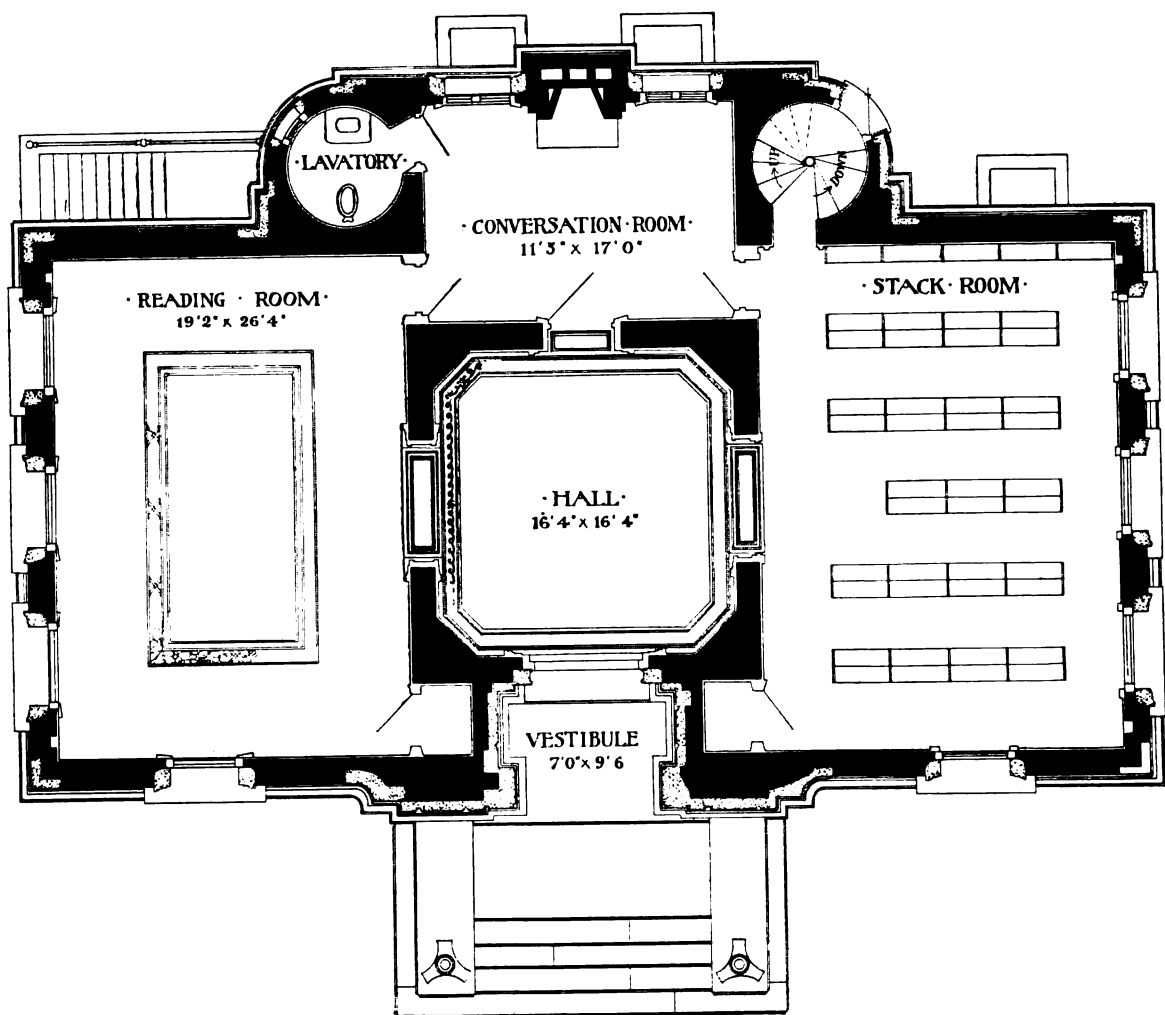 · LAVATORY ·
UP
DOWN
· CONVERSATION · ROOM ·
11'3" x 17'0"
· READING · ROOM ·
19'2" x 26'4"
· STACK · ROOM ·
· HALL ·
16'4" x 16'4"
VESTIBULE
7'0" x 9'6